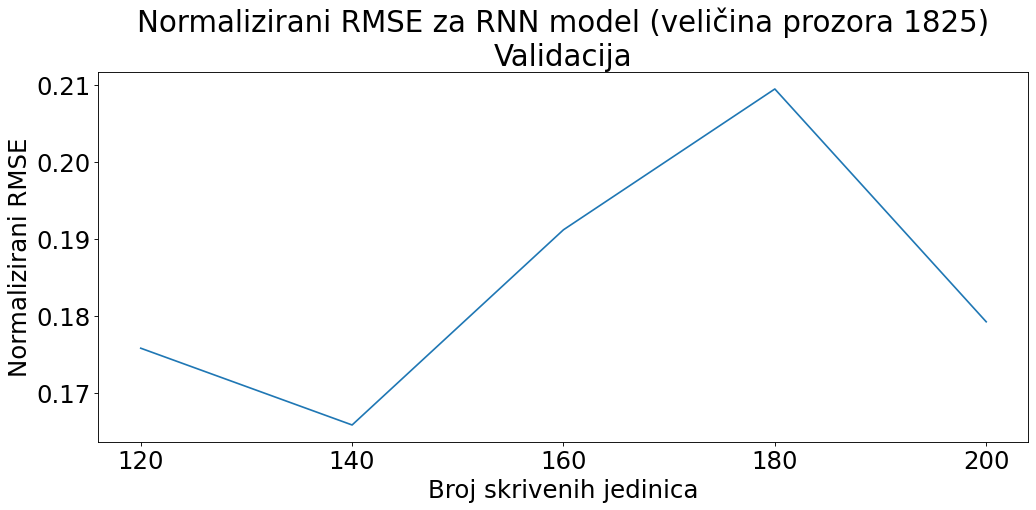 Normalizirani RMSE za RNN model (veličina prozora 1825)
Validacija
Normalizirani RMSE
0.21
0.20
0.19
0.18
0.17
120 140 160 180 200
Broj skrivenih jedinica